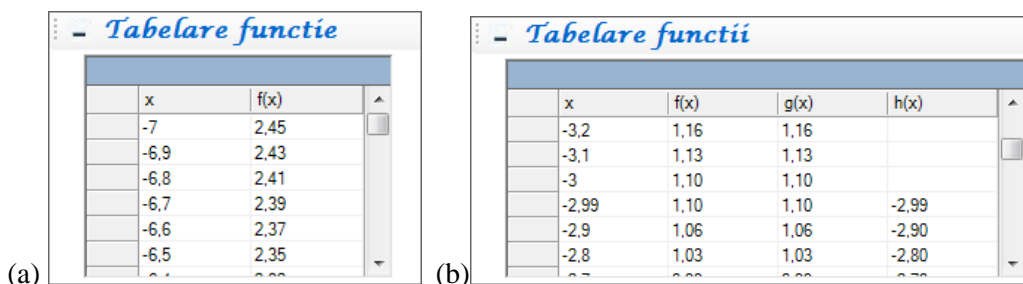 Tabelare functie
x f(x)
-7 2,45
-6,9 2,43
-6,8 2,41
-6,7 2,39
-6,6 2,37
-6,5 2,35
(a)
Tabelare functii
x f(x) g(x) h(x)
-3,2 1,16 1,16
-3,1 1,13 1,13
-3 1,10 1,10
-2,99 1,10 1,10 -2,99
-2,9 1,06 1,06 -2,90
-2,8 1,03 1,03 -2,80
(b)